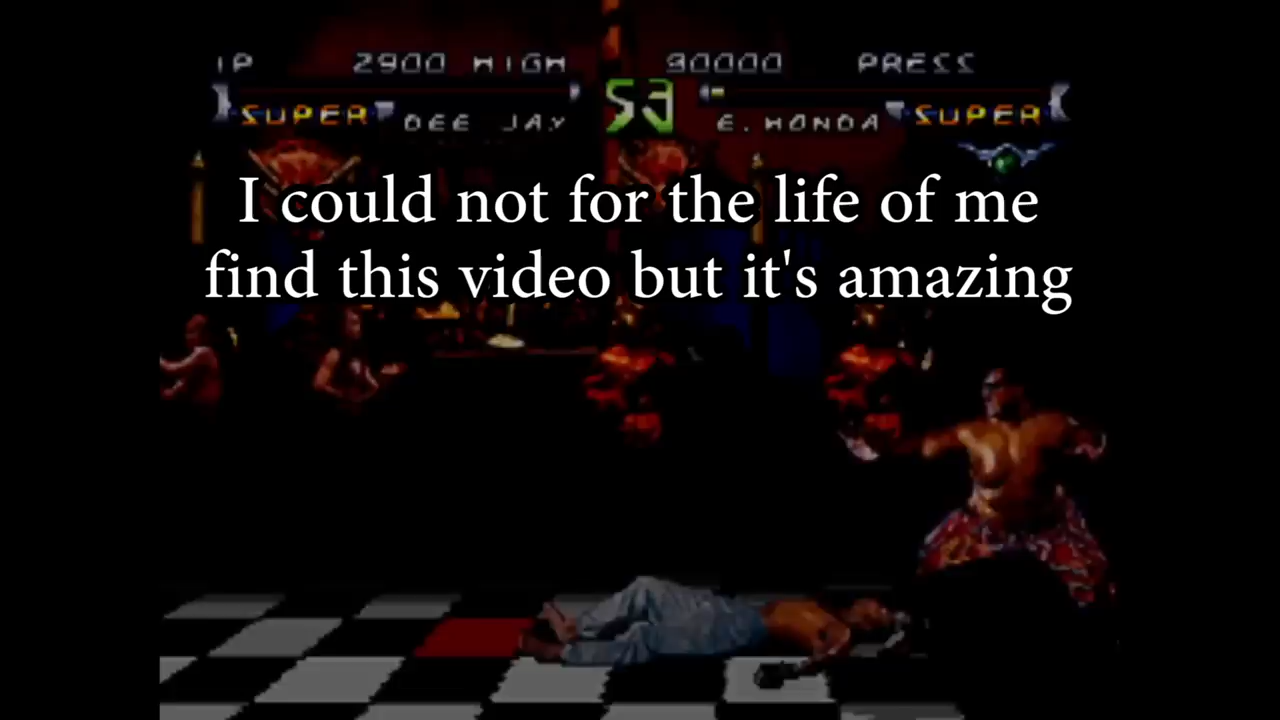 1P 2900 HIGH 90000 PRESS
SUPER DEE JAY 53 E. HONDA SUPER
I could not for the life of me
find this video but it's amazing